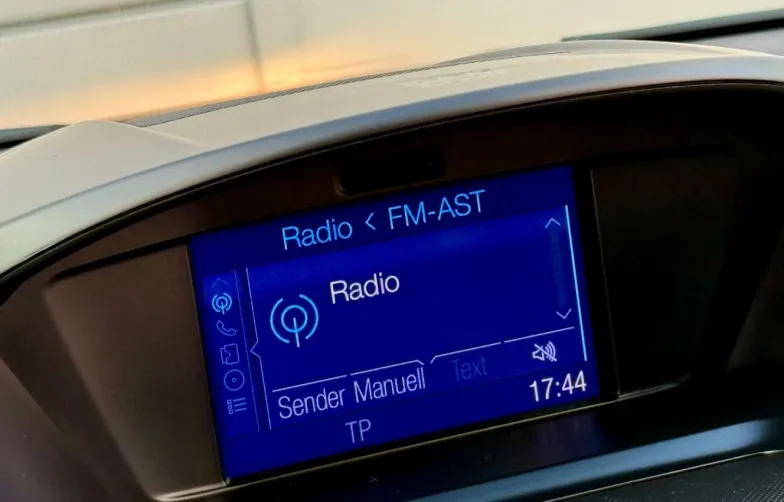 Radio < FM-AST
Radio
Sender Manuell Text
17:44
TP